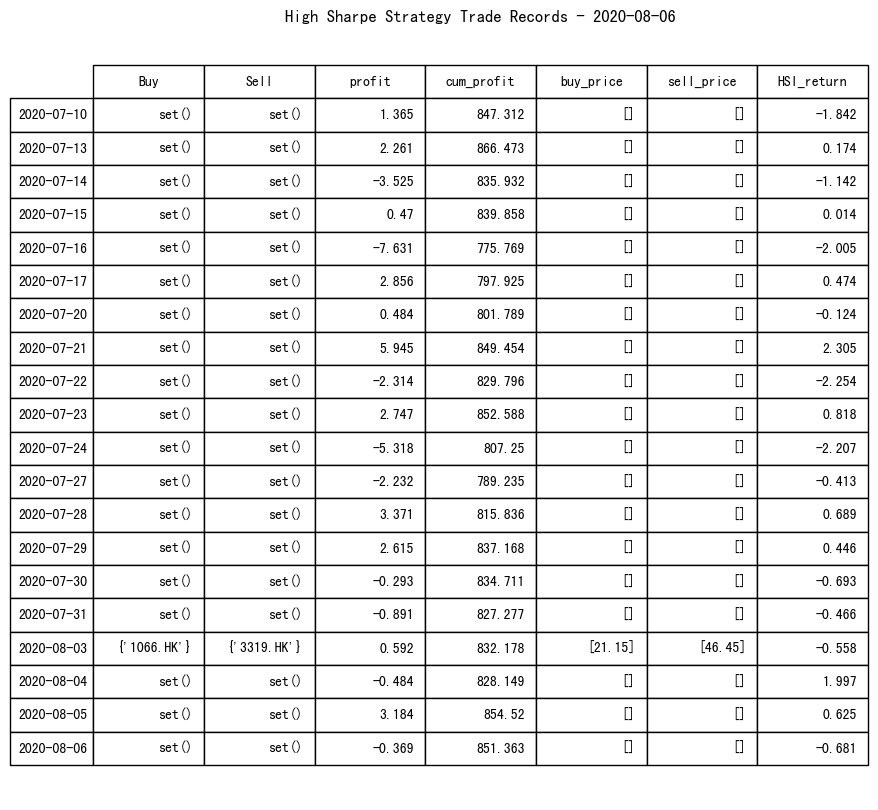 High Sharpe Strategy Trade Records - 2020-08-06
Buy Sell profit cum_profit buy_price sell_price HSI_return
2020-07-10 set() set() 1.365 847.312 [] [] -1.842
2020-07-13 set() set() 2.261 866.473 [] [] 0.174
2020-07-14 set() set() -3.525 835.932 [] [] -1.142
2020-07-15 set() set() 0.47 839.858 [] [] 0.014
2020-07-16 set() set() -7.631 775.769 [] [] -2.005
2020-07-17 set() set() 2.856 797.925 [] [] 0.474
2020-07-20 set() set() 0.484 801.789 [] [] -0.124
2020-07-21 set() set() 5.945 849.454 [] [] 2.305
2020-07-22 set() set() -2.314 829.796 [] [] -2.254
2020-07-23 set() set() 2.747 852.588 [] [] 0.818
2020-07-24 set() set() -5.318 807.25 [] [] -2.207
2020-07-27 set() set() -2.232 789.235 [] [] -0.413
2020-07-28 set() set() 3.371 815.836 [] [] 0.689
2020-07-29 set() set() 2.615 837.168 [] [] 0.446
2020-07-30 set() set() -0.293 834.711 [] [] -0.693
2020-07-31 set() set() -0.891 827.277 [] [] -0.466
2020-08-03 {'1066.HK'} {'3319.HK'} 0.592 832.178 [21.15] [46.45] -0.558
2020-08-04 set() set() -0.484 828.149 [] [] 1.997
2020-08-05 set() set() 3.184 854.52 [] [] 0.625
2020-08-06 set() set() -0.369 851.363 [] [] -0.681